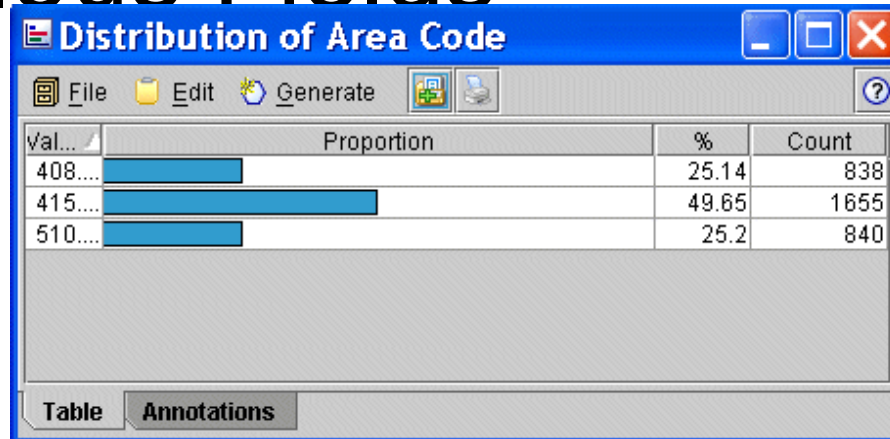 Distribution of Area Code
File Edit Generate
Val... Proportion % Count
408.... 25.14 838
415.... 49.65 1655
510.... 25.2 840
Table Annotations